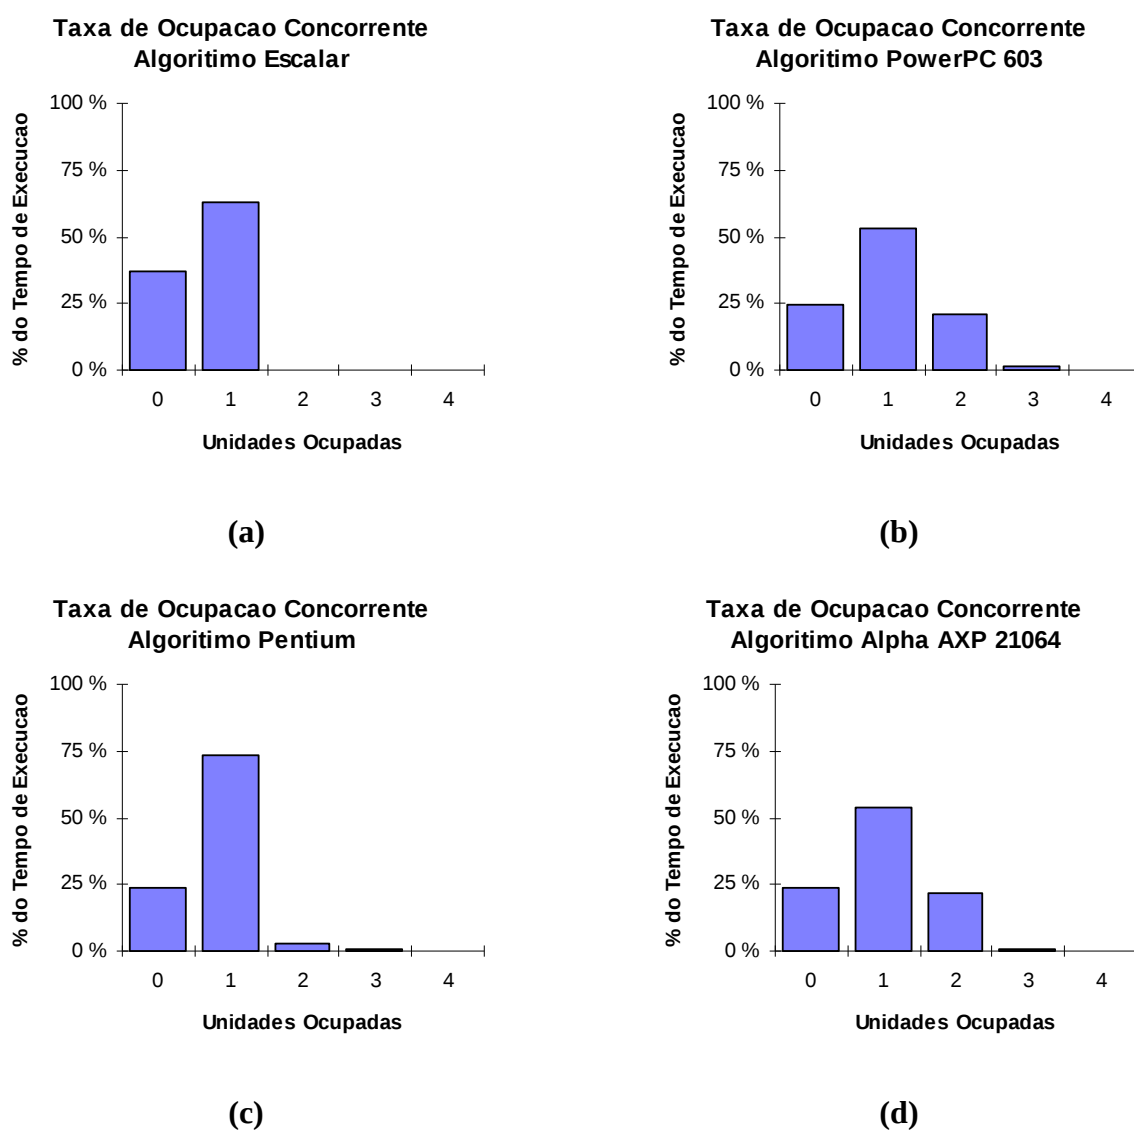 Taxa de Ocupacao Concorrente
Algoritimo Escalar
% do Tempo de Execucao
100 %
75 %
50 %
25 %
0 %
0 1 2 3 4
Unidades Ocupadas
(a)
Taxa de Ocupacao Concorrente
Algoritimo PowerPC 603
% do Tempo de Execucao
100 %
75 %
50 %
25 %
0 %
0 1 2 3 4
Unidades Ocupadas
(b)
Taxa de Ocupacao Concorrente
Algoritimo Pentium
% do Tempo de Execucao
100 %
75 %
50 %
25 %
0 %
0 1 2 3 4
Unidades Ocupadas
(c)
Taxa de Ocupacao Concorrente
Algoritimo Alpha AXP 21064
% do Tempo de Execucao
100 %
75 %
50 %
25 %
0 %
0 1 2 3 4
Unidades Ocupadas
(d)